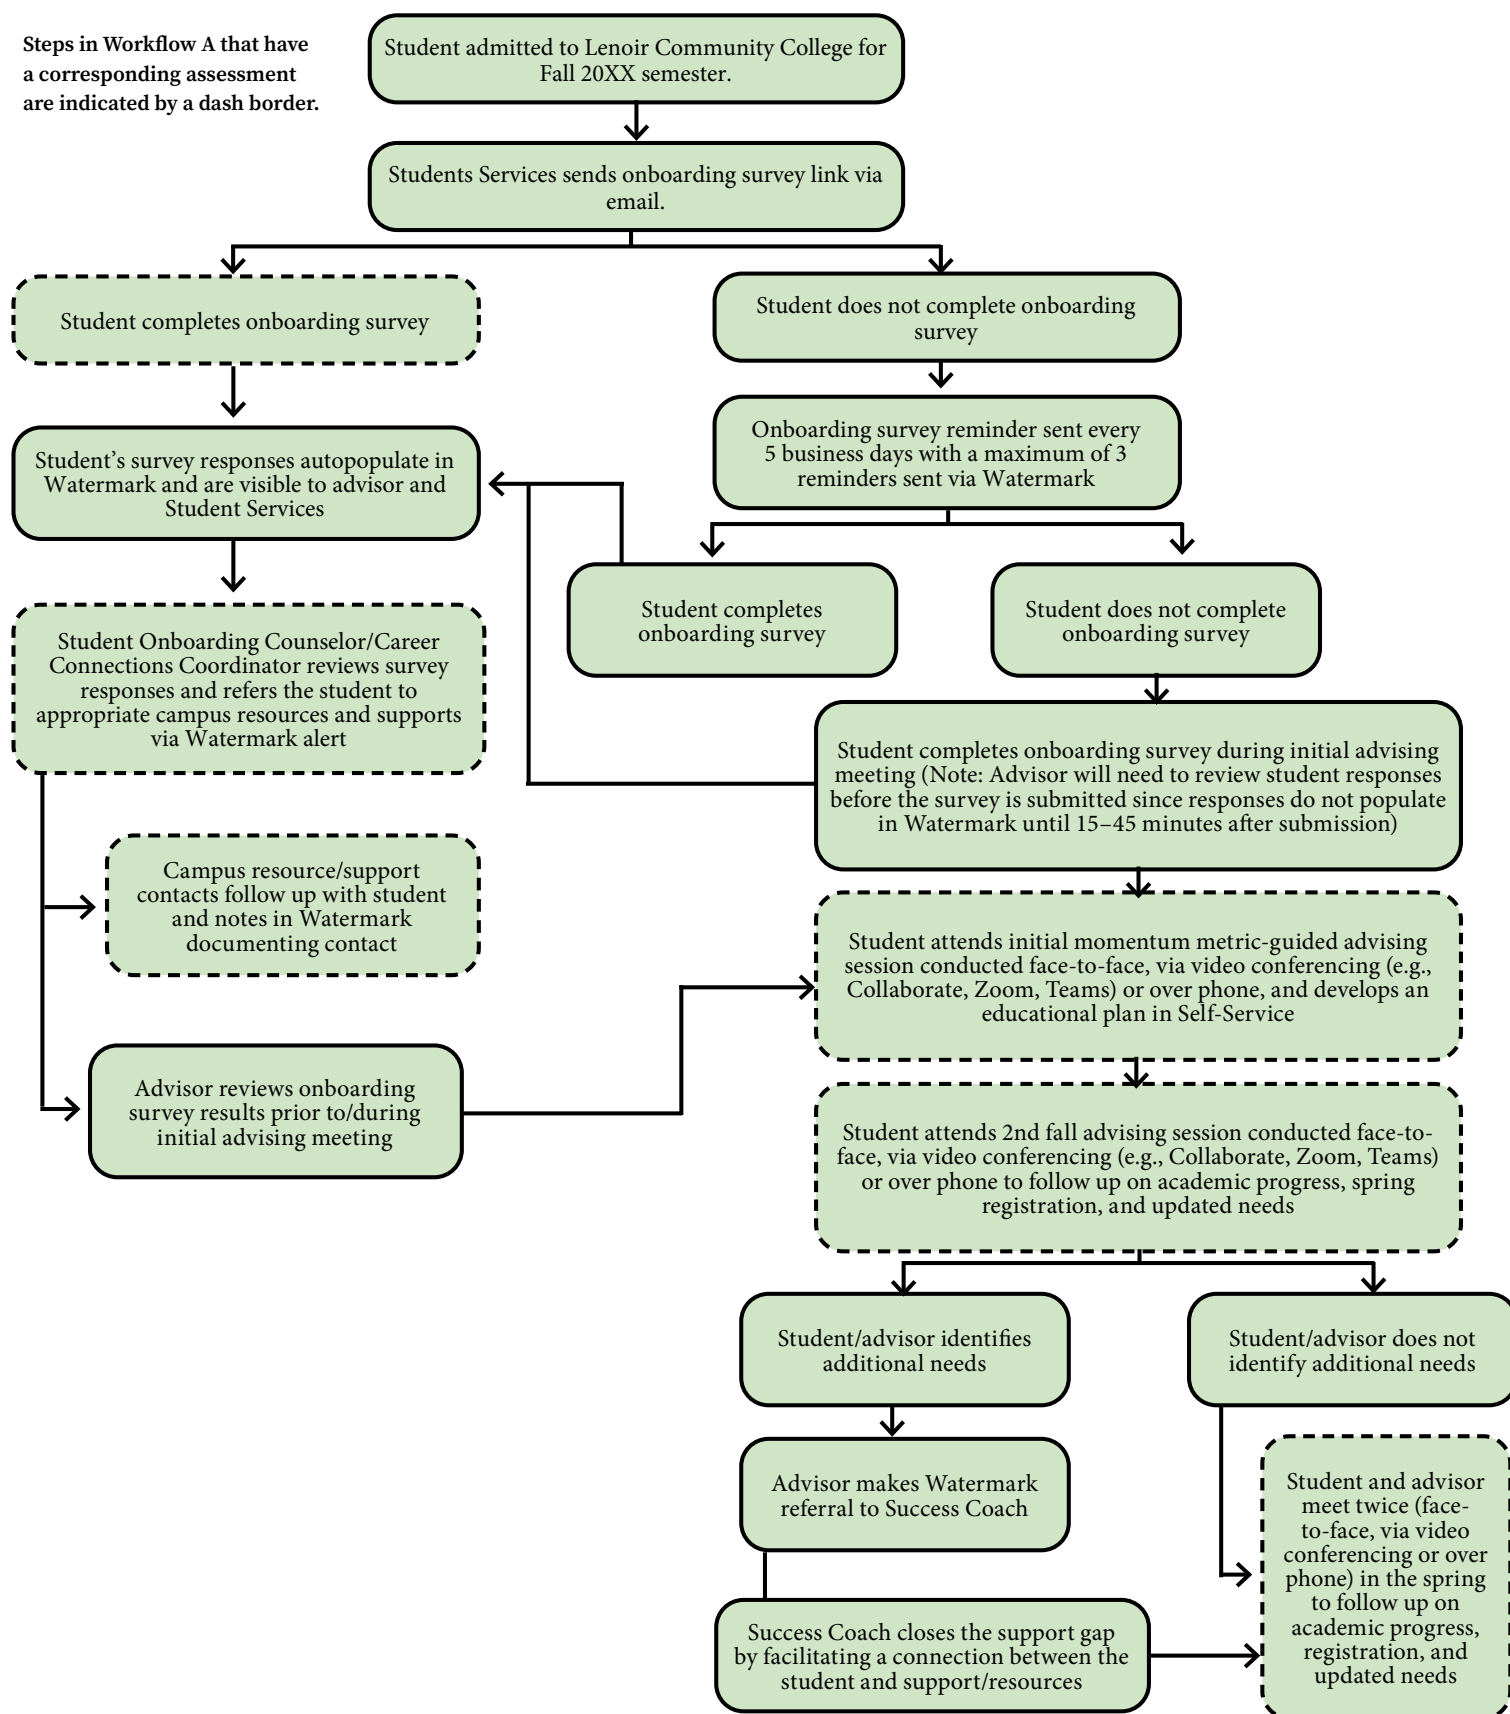 Steps in Workflow A that have
a corresponding assessment
are indicated by a dash border.
Student admitted to Lenoir Community College for
Fall 20XX semester.
Students Services sends onboarding survey link via
email.
Student completes onboarding survey
Student does not complete onboarding
survey
Student's survey responses autopopulate in
Watermark and are visible to advisor and
Student Services
Onboarding survey reminder sent every
5 business days with a maximum of 3
reminders sent via Watermark
Student completes
onboarding survey
Student does not complete
onboarding survey
Student Onboarding Counselor/Career
Connections Coordinator reviews survey
responses and refers the student to
appropriate campus resources and supports
via Watermark alert
Student completes onboarding survey during initial advising
meeting (Note: Advisor will need to review student responses
before the survey is submitted since responses do not populate
in Watermark until 15–45 minutes after submission)
Campus resource/support
contacts follow up with student
and notes in Watermark
documenting contact
Student attends initial momentum metric-guided advising
session conducted face-to-face, via video conferencing (e.g.,
Collaborate, Zoom, Teams) or over phone, and develops an
educational plan in Self-Service
Advisor reviews onboarding
survey results prior to/during
initial advising meeting
Student attends 2nd fall advising session conducted face-to-
face, via video conferencing (e.g., Collaborate, Zoom, Teams)
or over phone to follow up on academic progress, spring
registration, and updated needs
Student/advisor identifies
additional needs
Student/advisor does not
identify additional needs
Advisor makes Watermark
referral to Success Coach
Student and advisor
meet twice (face-
to-face, via video
conferencing or over
phone) in the spring
to follow up on
academic progress,
registration, and
updated needs
Success Coach closes the support gap
by facilitating a connection between the
student and support/resources